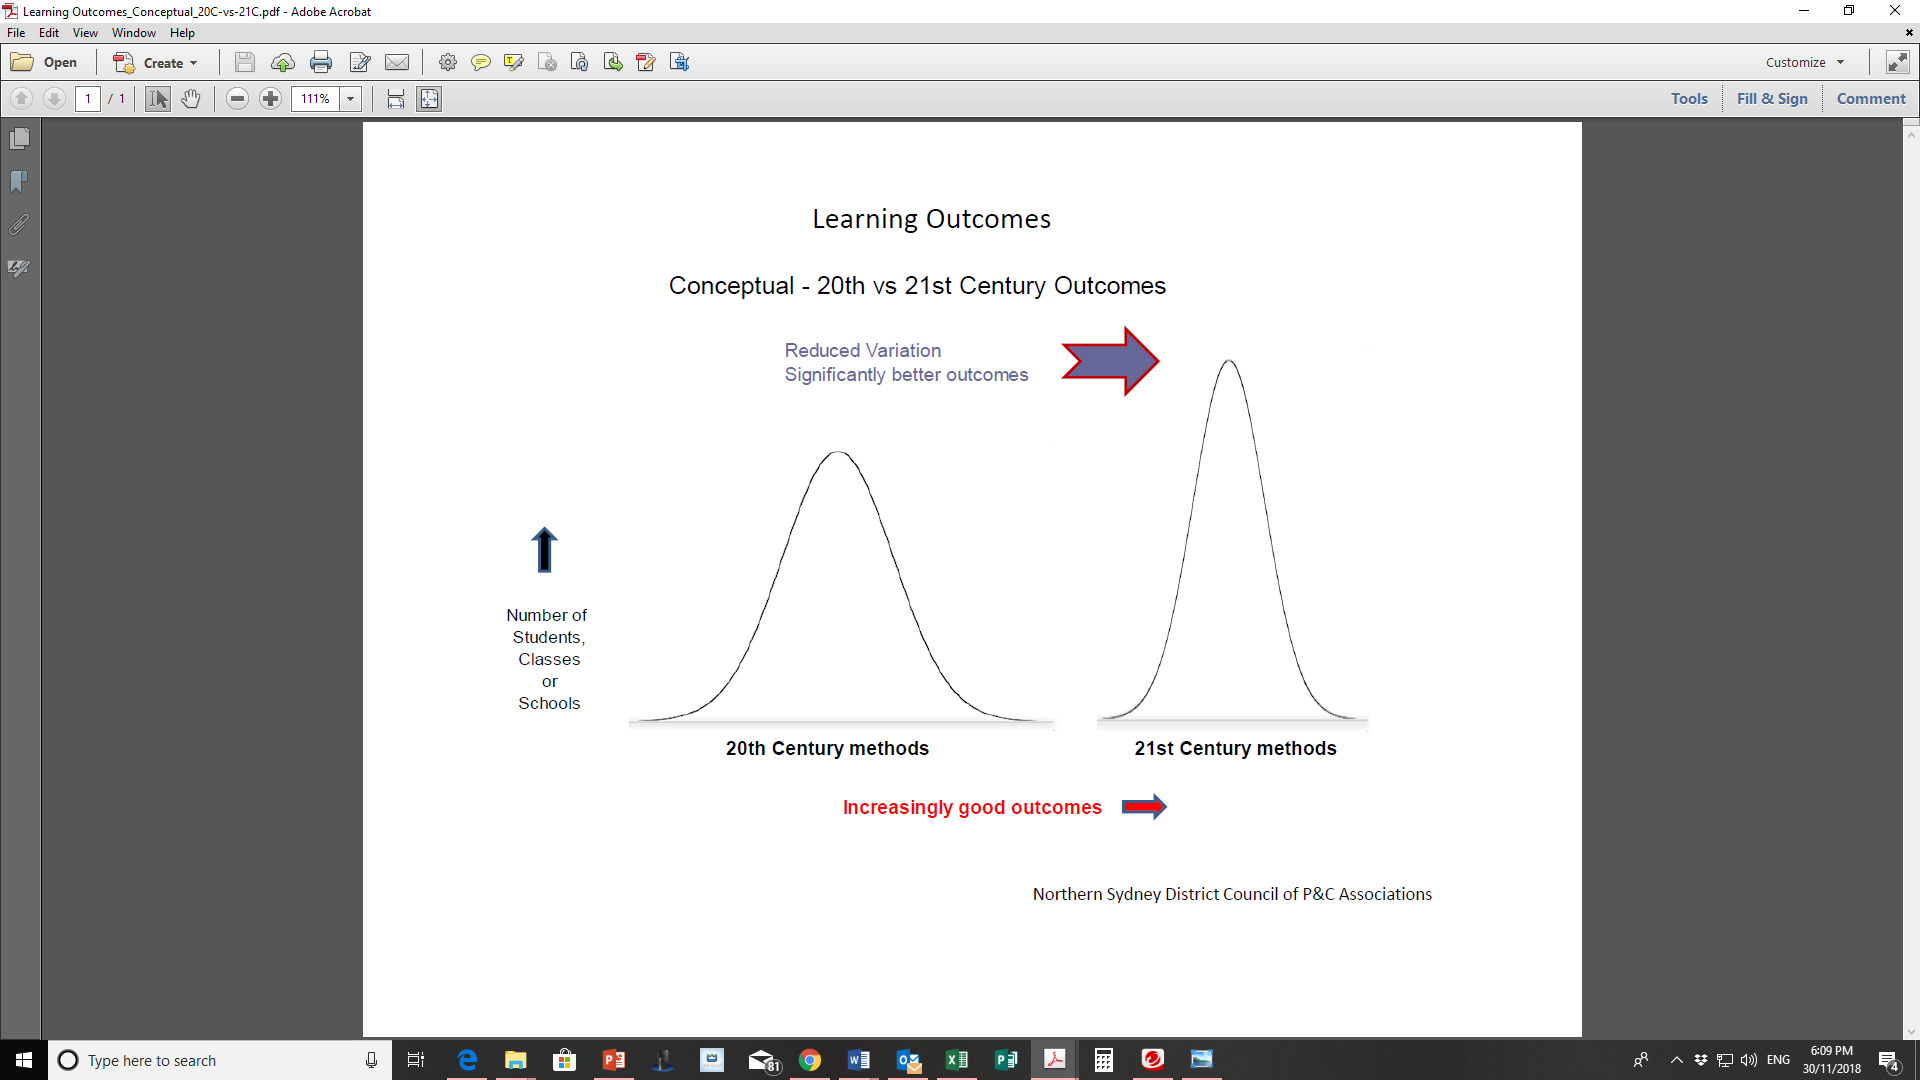 Learning Outcomes_Conceptual_20C-vs-21C.pdf - Adobe Acrobat
File Edit View Window Help
Open Create Customize
1 / 1 111% Tools Fill & Sign Comment
Learning Outcomes
Conceptual - 20th vs 21st Century Outcomes
Reduced Variation
Significantly better outcomes
Number of
Students,
Classes
or
Schools
20th Century methods 21st Century methods
Increasingly good outcomes
Northern Sydney District Council of P&C Associations
Type here to search
81
ENG
6:09 PM
30/11/2018
4